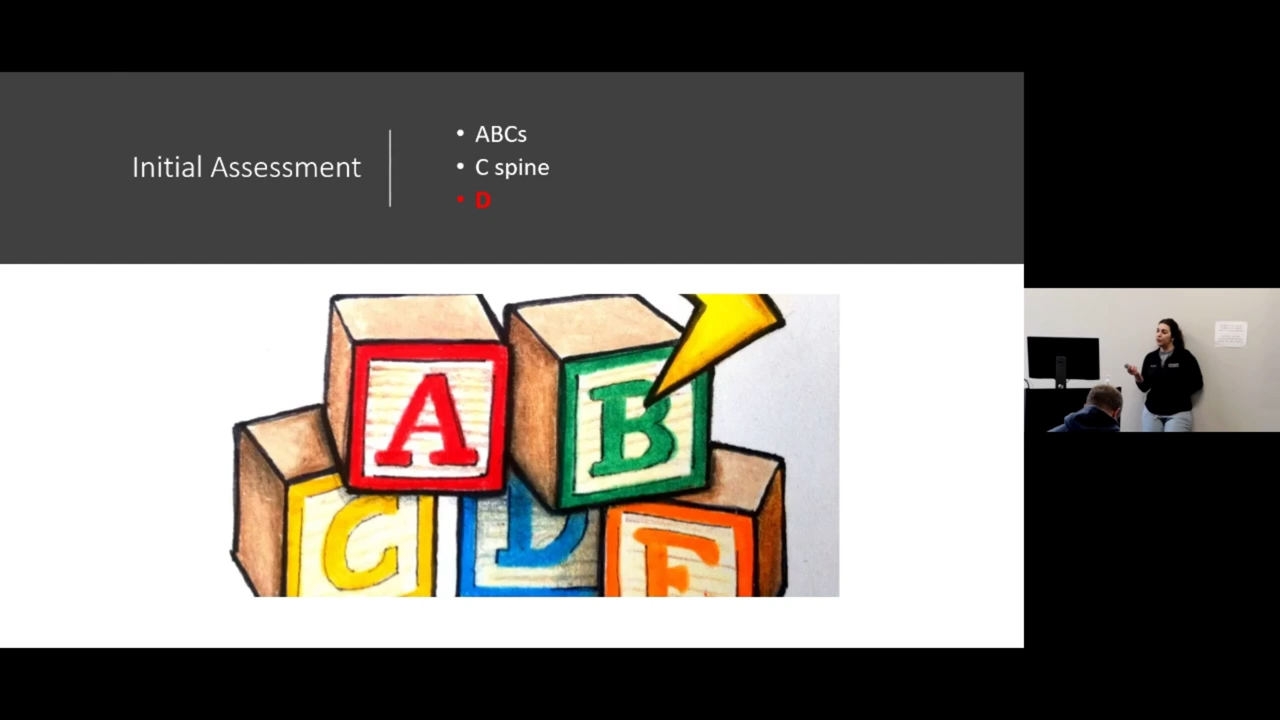 Initial Assessment
• ABCs
• C spine
• D
A
B
C
D